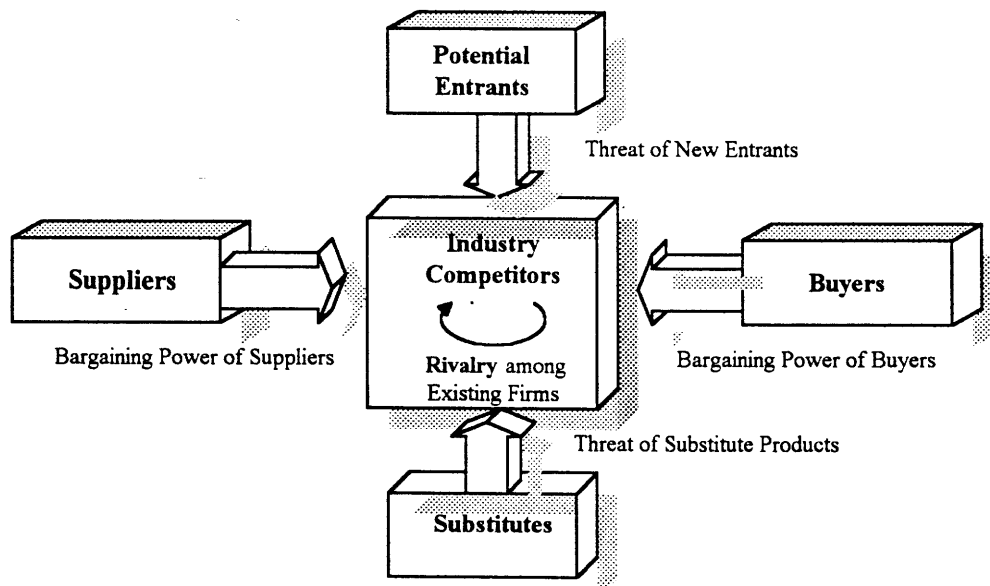 Potential
Entrants
Threat of New Entrants
Suppliers
Bargaining Power of Suppliers
Industry
Competitors
Rivalry among
Existing Firms
Buyers
Bargaining Power of Buyers
Threat of Substitute Products
Substitutes